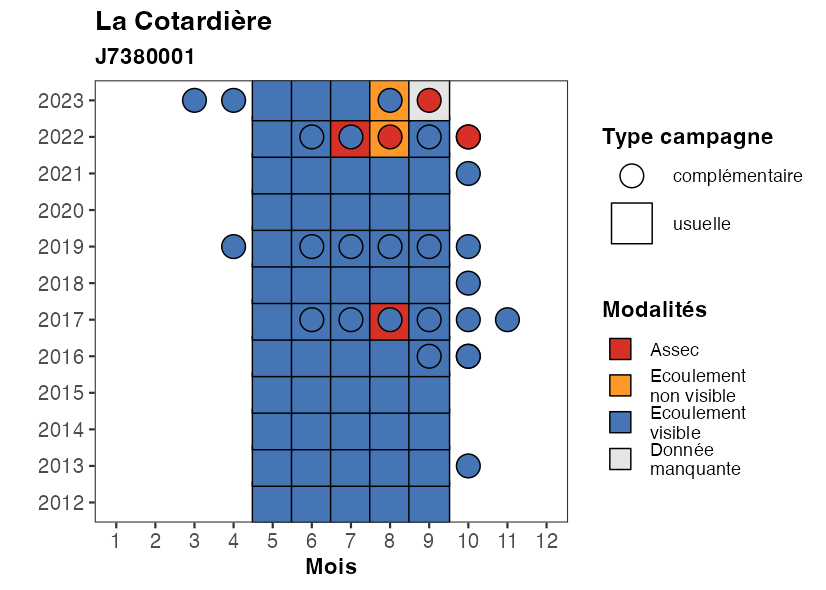 La Cotardière
J7380001
2023
2022
2021
2020
2019
2018
2017
2016
2015
2014
2013
2012
1 2 3 4 5 6 7 8 9 10 11 12
Mois
Type campagne
complémentaire
usuelle
Modalités
Assec
Ecoulement
non visible
Ecoulement
visible
Donnée
manquante